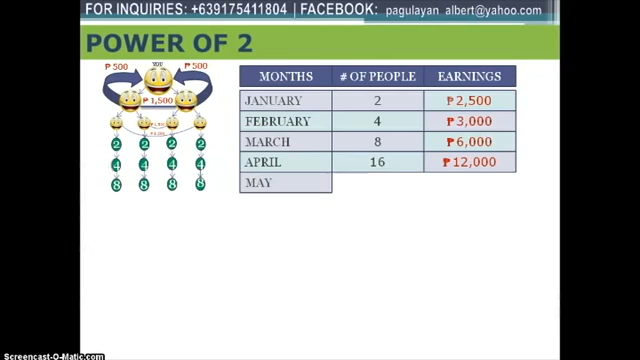 FOR INQUIRIES: +639175411804 | FACEBOOK: pagulayan albert@yahoo.com
POWER OF 2
₱ 500 YOU ₱ 500
₱ 1,500
2 2 2 2
4 4 4 4
8 8 8 8
MONTHS # OF PEOPLE EARNINGS
JANUARY 2 ₱2,500
FEBRUARY 4 ₱3,000
MARCH 8 ₱6,000
APRIL 16 ₱12,000
MAY
Screencast-O-Matic.com